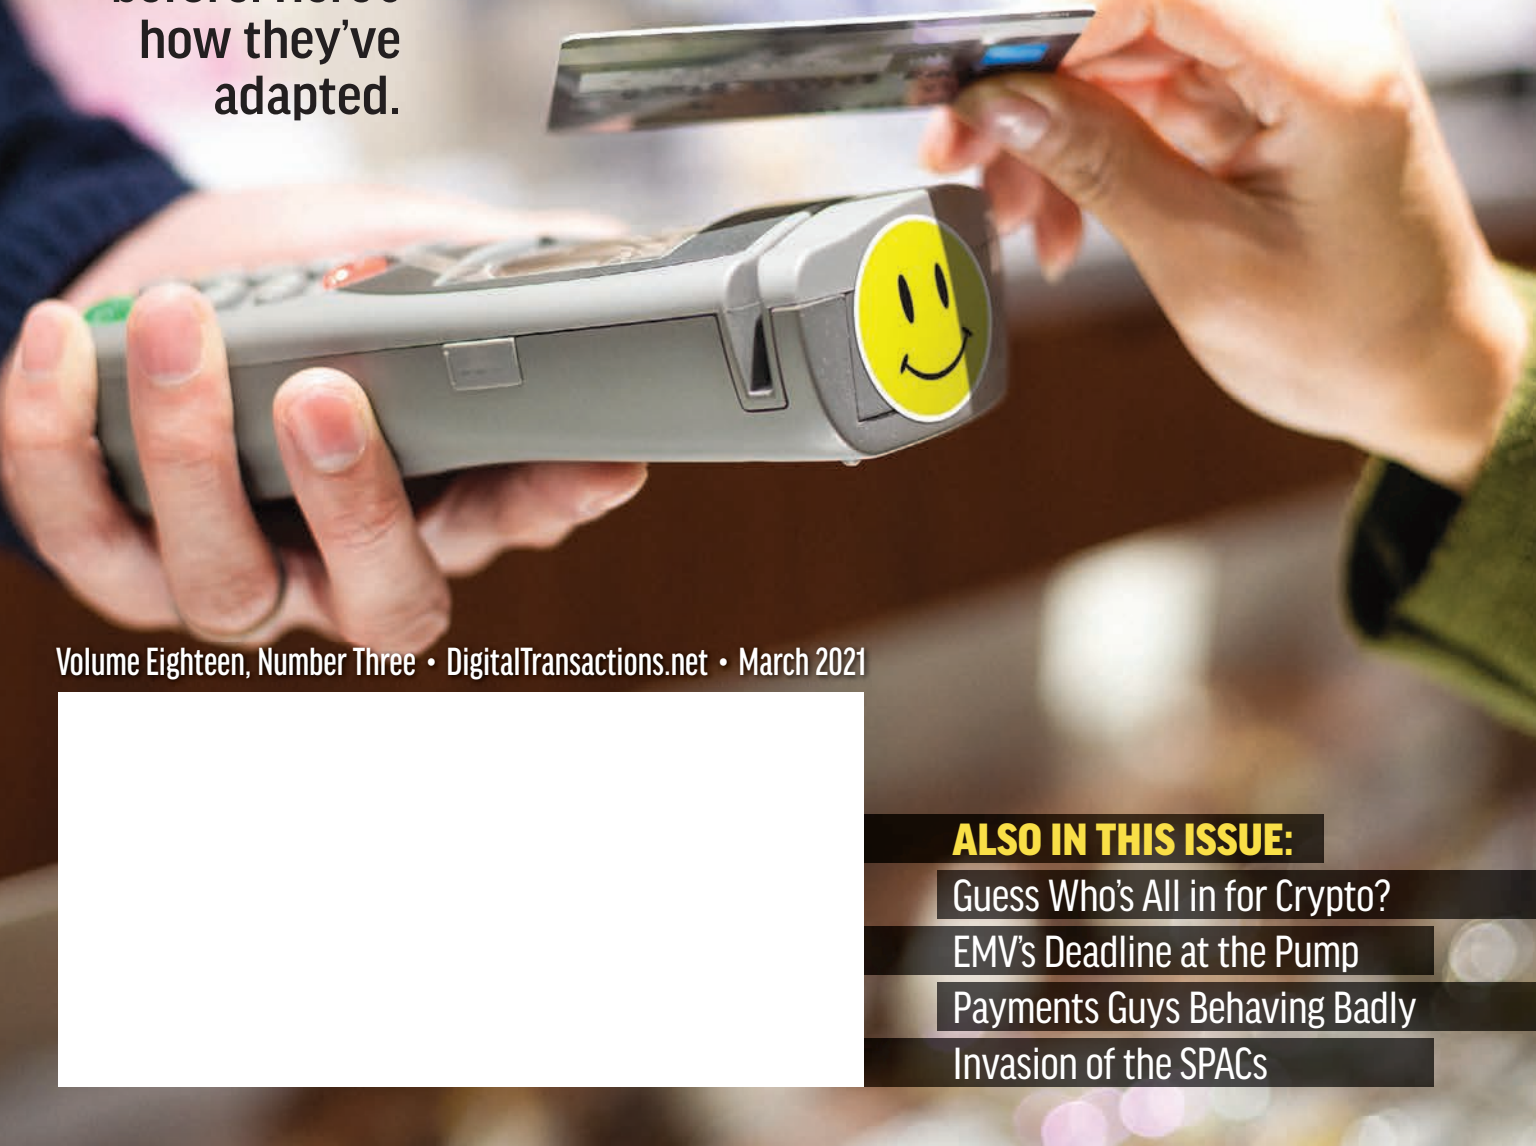 how they've
adapted.
Volume Eighteen, Number Three • DigitalTransactions.net • March 2021
ALSO IN THIS ISSUE:
Guess Who's All in for Crypto?
EMV's Deadline at the Pump
Payments Guys Behaving Badly
Invasion of the SPACs